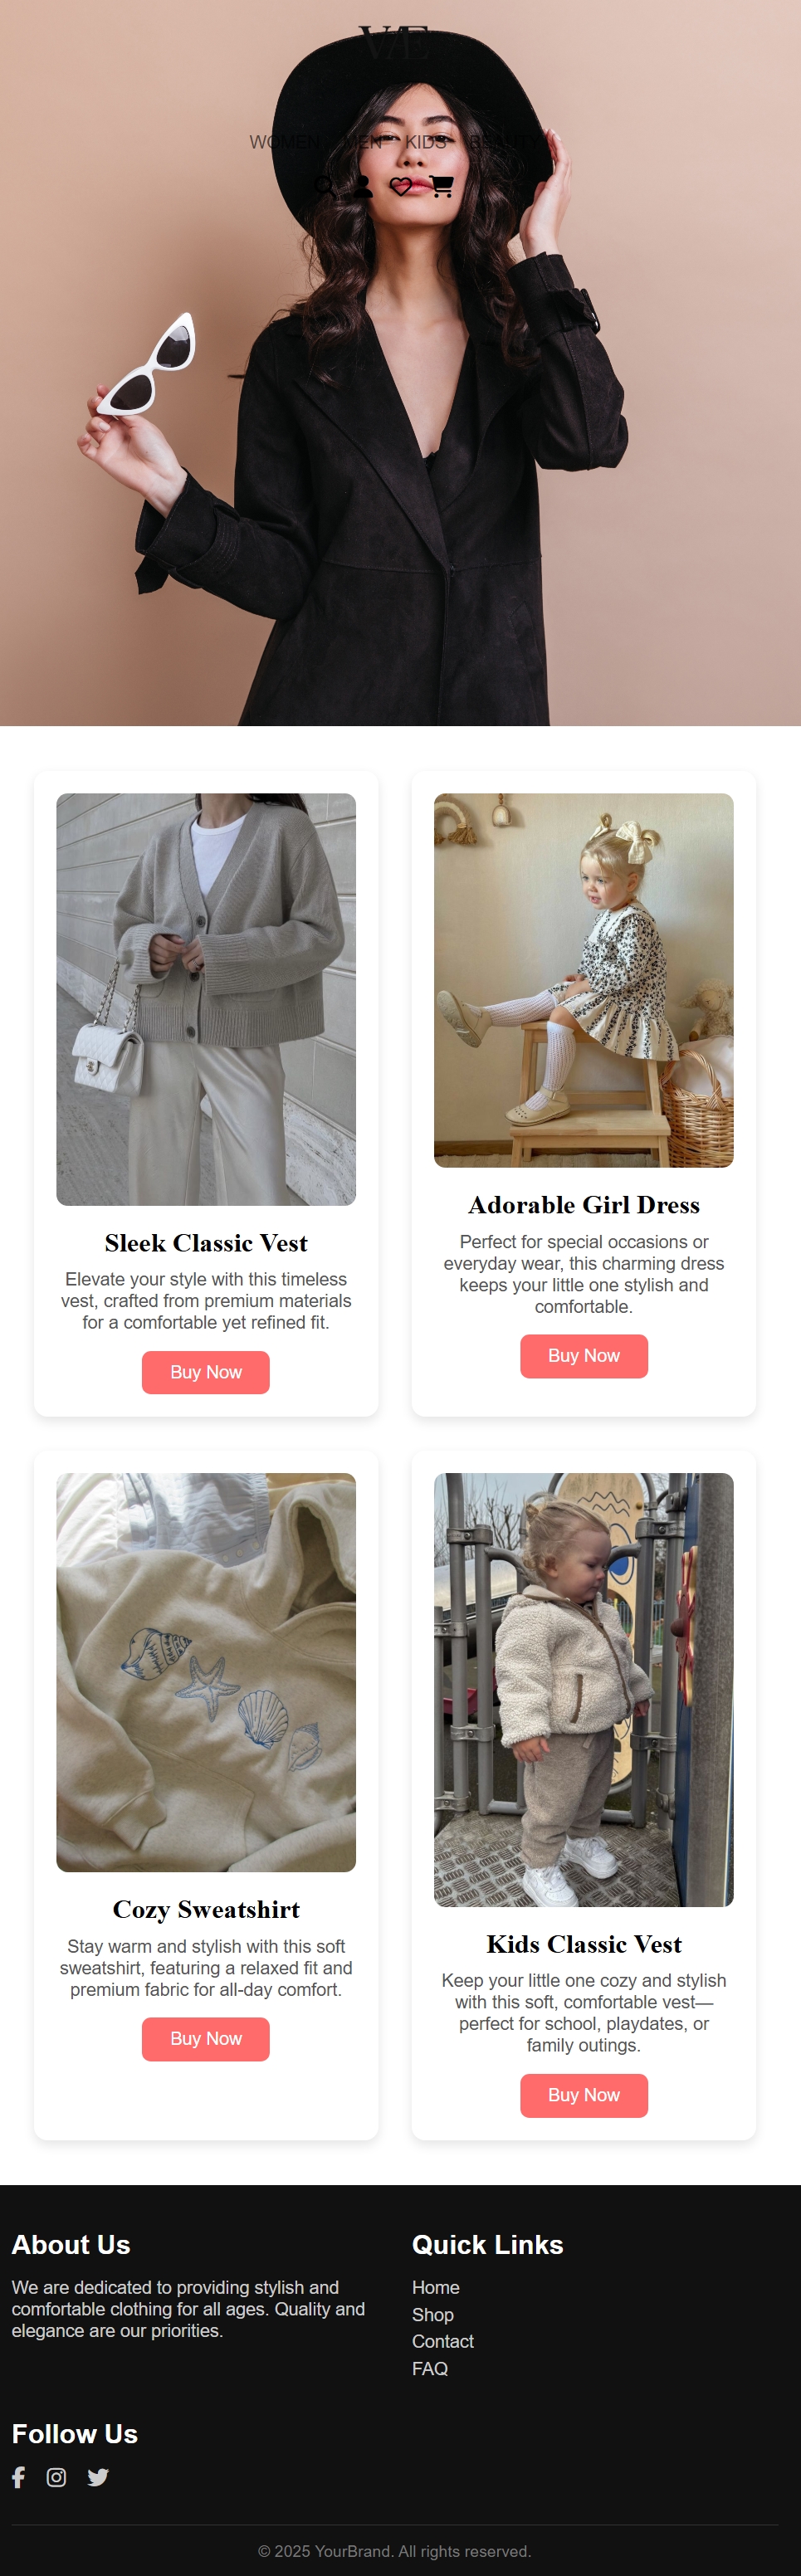 VÆ
WOMEN MEN KIDS BEAUTY
Sleek Classic Vest
Elevate your style with this timeless
vest, crafted from premium materials
for a comfortable yet refined fit.
Buy Now
Adorable Girl Dress
Perfect for special occasions or
everyday wear, this charming dress
keeps your little one stylish and
comfortable.
Buy Now
Cozy Sweatshirt
Stay warm and stylish with this soft
sweatshirt, featuring a relaxed fit and
premium fabric for all-day comfort.
Buy Now
Kids Classic Vest
Keep your little one cozy and stylish
with this soft, comfortable vest—
perfect for school, playdates, or
family outings.
Buy Now
About Us
We are dedicated to providing stylish and
comfortable clothing for all ages. Quality and
elegance are our priorities.
Quick Links
Home
Shop
Contact
FAQ
Follow Us
© 2025 YourBrand. All rights reserved.